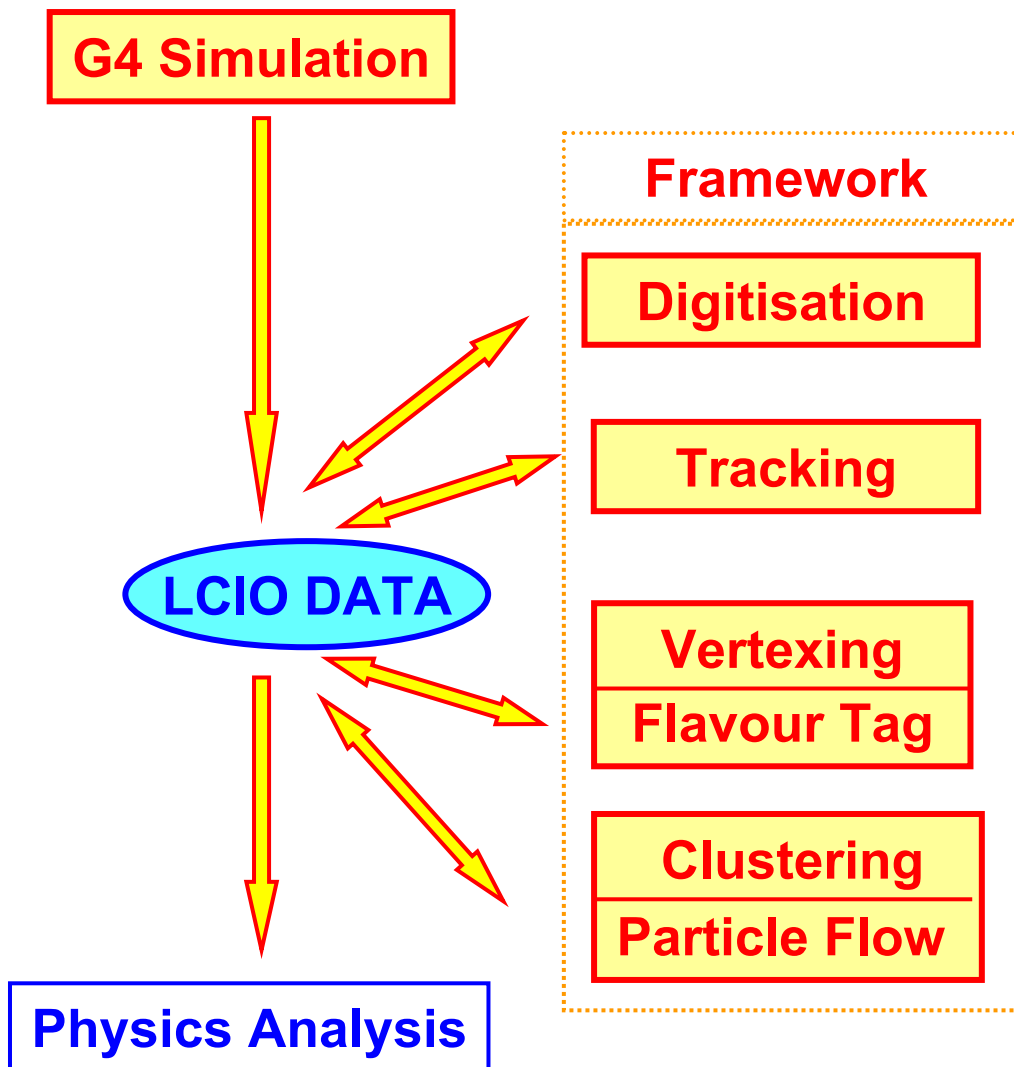 G4 Simulation
Framework
Digitisation
Tracking
LCIO DATA
Vertexing
Flavour Tag
Clustering
Particle Flow
Physics Analysis